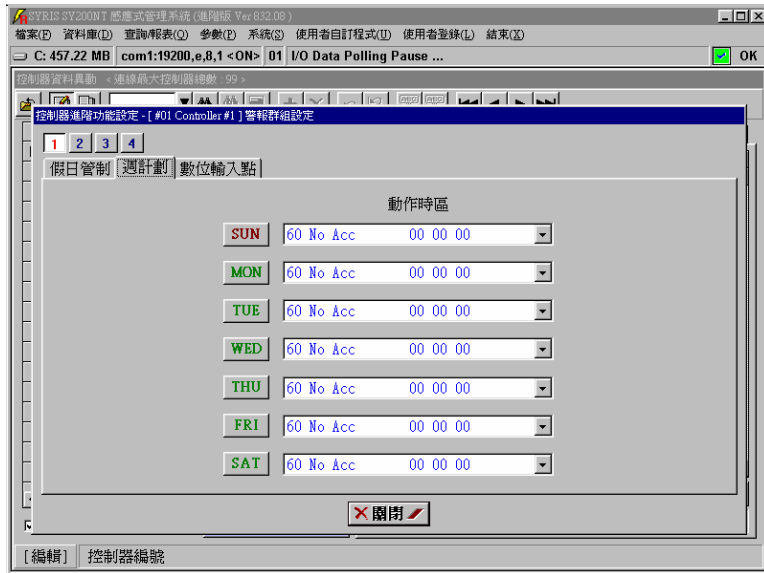 SYRIS SY200NT 感應式管理系統 (進階版 Ver 832.08 )
檔案(F) 資料庫(D) 查詢/報表(Q) 參數(P) 系統(S) 使用者自訂程式(U) 使用者登錄(L) 結束(X)
C: 457.22 MB com1:19200,e,8,1 <ON> 01 I/O Data Polling Pause ... OK
控制器資料異動 «連線最大控制器總數 : 99 »
控制器進階功能設定 - [ #01 Controller #1 ] 警報群組設定
1 2 3 4
假日管制 週計劃 數位輸入點
動作時區
SUN 60 No Acc 00 00 00
MON 60 No Acc 00 00 00
TUE 60 No Acc 00 00 00
WED 60 No Acc 00 00 00
THU 60 No Acc 00 00 00
FRI 60 No Acc 00 00 00
SAT 60 No Acc 00 00 00
關閉
[編輯] 控制器編號